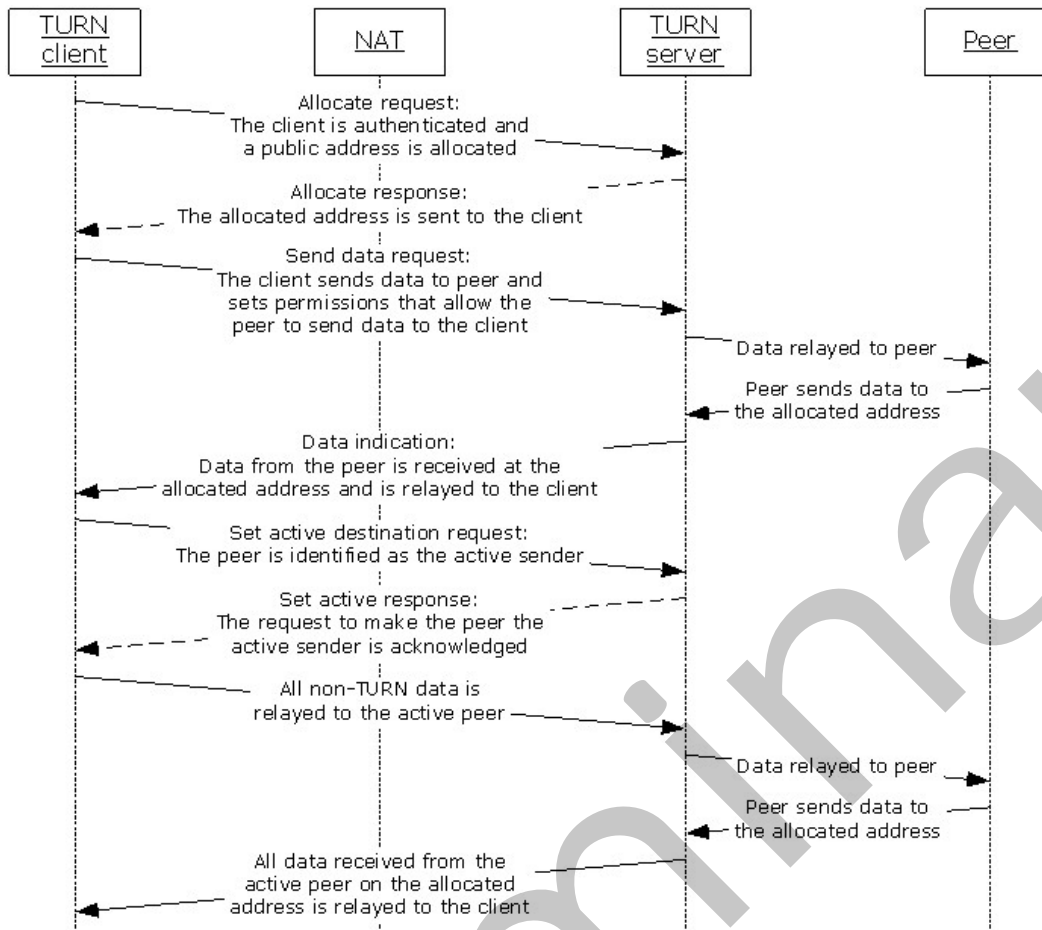 TURN
client
NAT
TURN
server
Peer
Allocate request:
The client is authenticated and
a public address is allocated
Allocate response:
The allocated address is sent to the client
Send data request:
The client sends data to peer and
sets permissions that allow the
peer to send data to the client
Data relayed to peer
Peer sends data to
the allocated address
Data indication:
Data from the peer is received at the
allocated address and is relayed to the client
Set active destination request:
The peer is identified as the active sender
Set active response:
The request to make the peer the
active sender is acknowledged
All non-TURN data is
relayed to the active peer
Data relayed to peer
Peer sends data to
the allocated address
All data received from the
active peer on the allocated
address is relayed to the client
mina